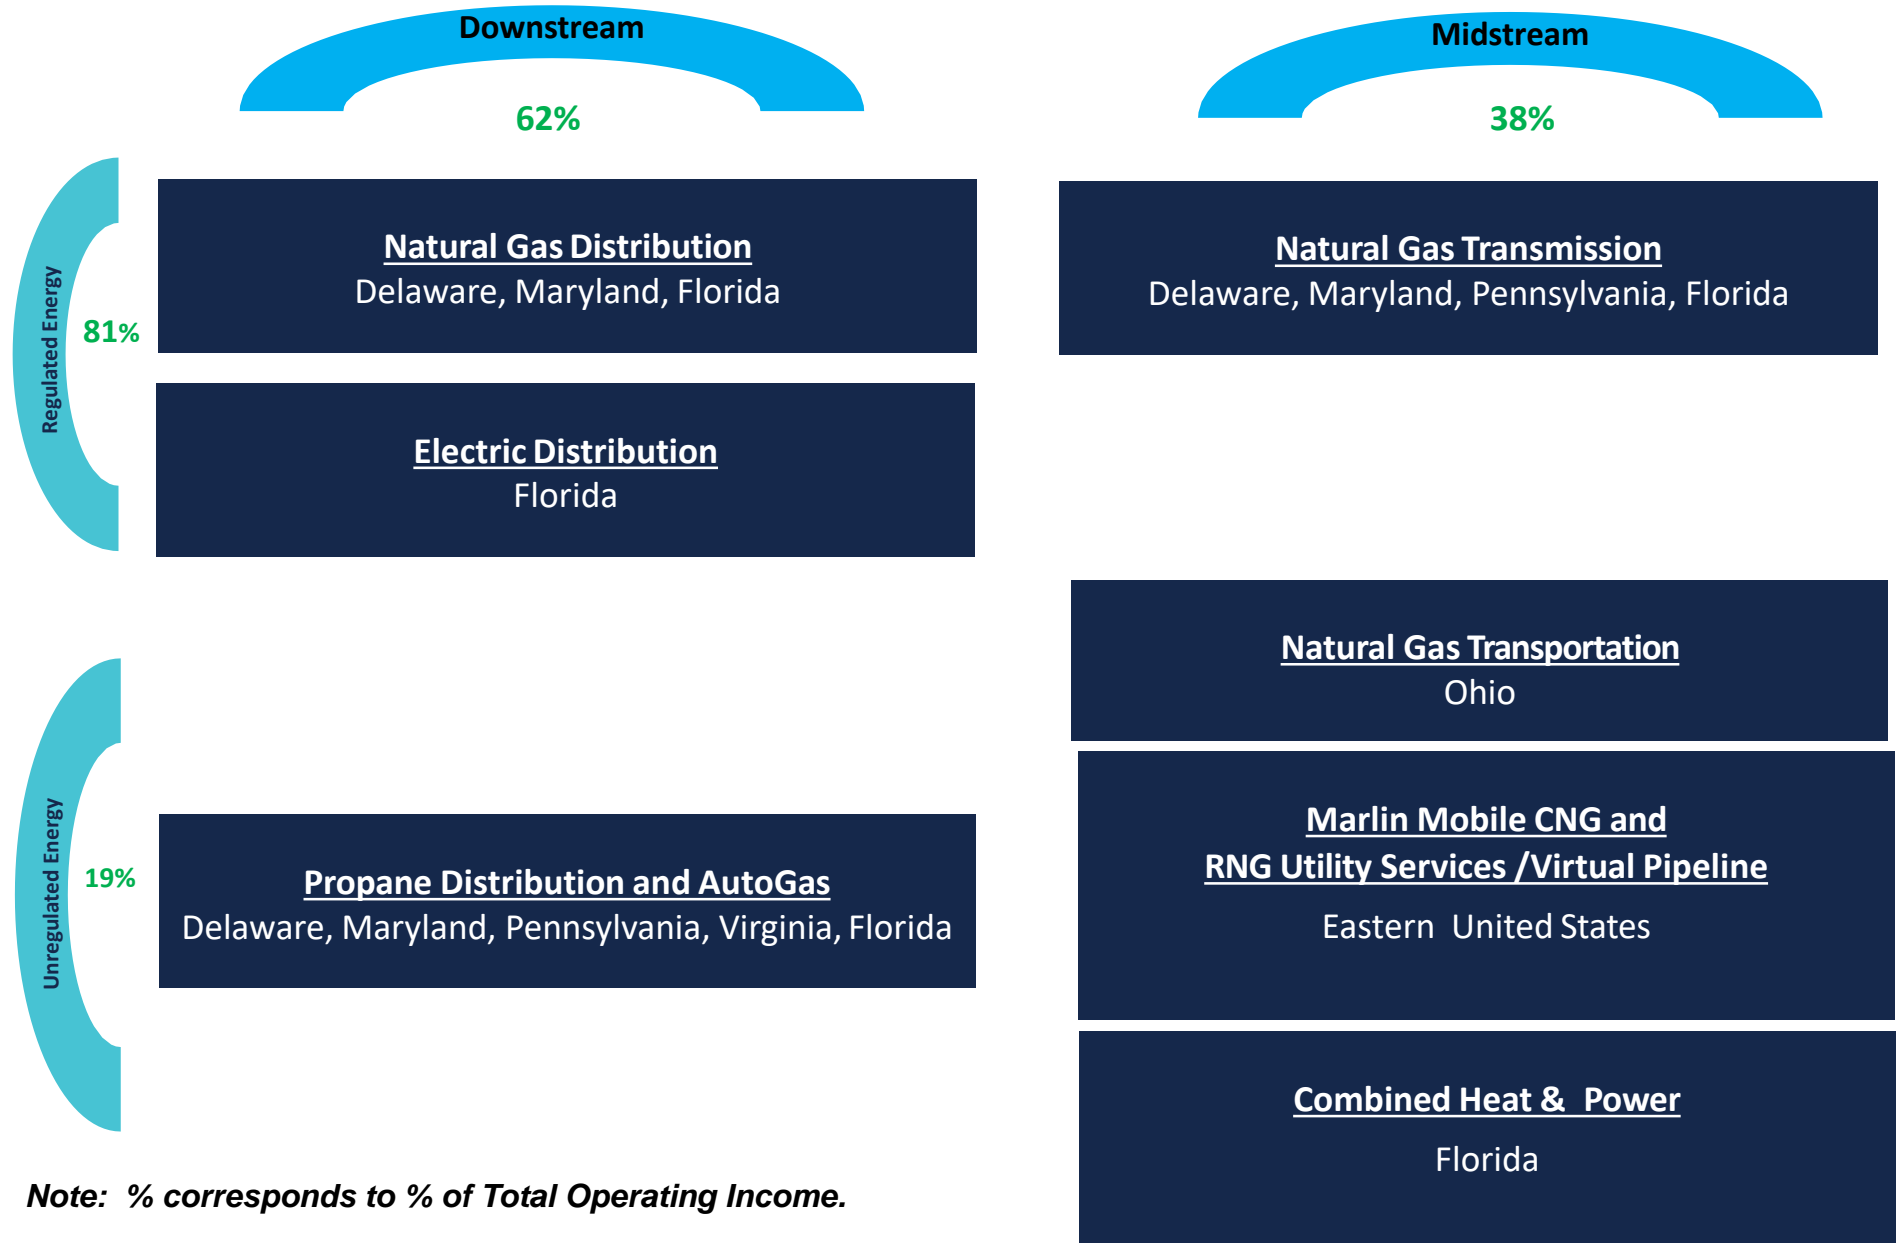 Downstream
62%
Midstream
38%
Regulated Energy
81%
Natural Gas Distribution
Delaware, Maryland, Florida
Natural Gas Transmission
Delaware, Maryland, Pennsylvania, Florida
Electric Distribution
Florida
Unregulated Energy
19%
Propane Distribution and AutoGas
Delaware, Maryland, Pennsylvania, Virginia, Florida
Natural Gas Transportation
Ohio
Marlin Mobile CNG and
RNG Utility Services /Virtual Pipeline
Eastern United States
Combined Heat & Power
Florida
Note: % corresponds to % of Total Operating Income.